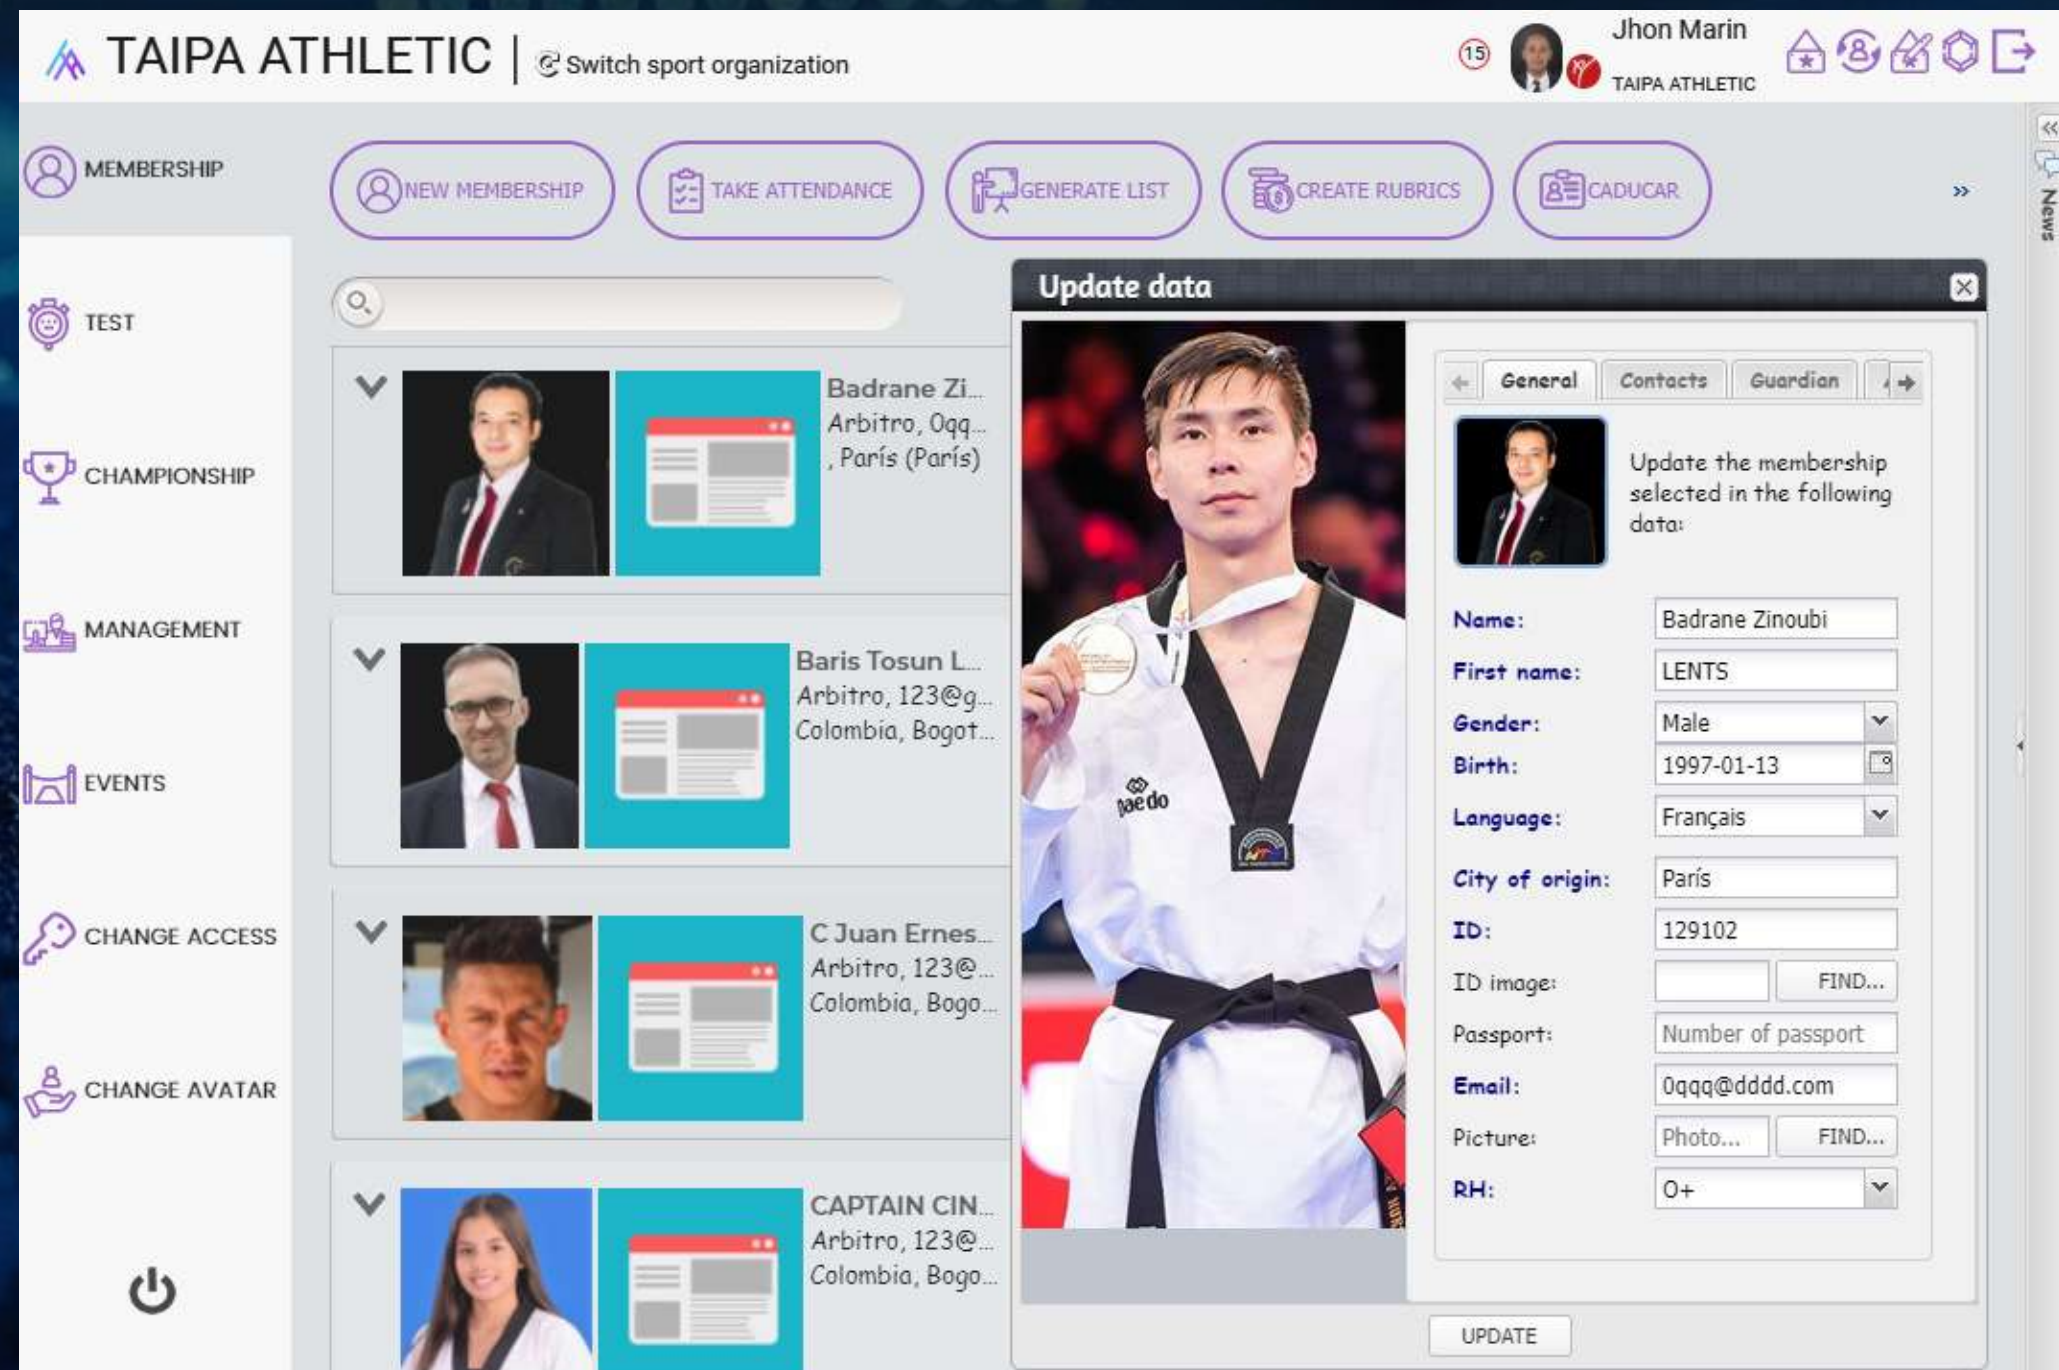 TAIPA ATHLETIC | Switch sport organization
15
Jhon Marin
TAIPA ATHLETIC
MEMBERSHIP
TEST
CHAMPIONSHIP
MANAGEMENT
EVENTS
CHANGE ACCESS
CHANGE AVATAR
NEW MEMBERSHIP
TAKE ATTENDANCE
GENERATE LIST
CREATE RUBRICS
CADUCAR
»
«
News
Badrane Zi...
Arbitro, 0qq...
, París (París)
Baris Tosun L...
Arbitro, 123@g...
Colombia, Bogot...
C Juan Ernes...
Arbitro, 123@...
Colombia, Bogo...
CAPTAIN CIN...
Arbitro, 123@...
Colombia, Bogo...
Update data
Daedo
General Contacts Guardian
Update the membership
selected in the following
data:
Name: Badrane Zinoubi
First name: LENTS
Gender: Male
Birth: 1997-01-13
Language: Français
City of origin: París
ID: 129102
ID image: FIND...
Passport: Number of passport
Email: 0qqq@dddd.com
Picture: Photo... FIND...
RH: O+
UPDATE